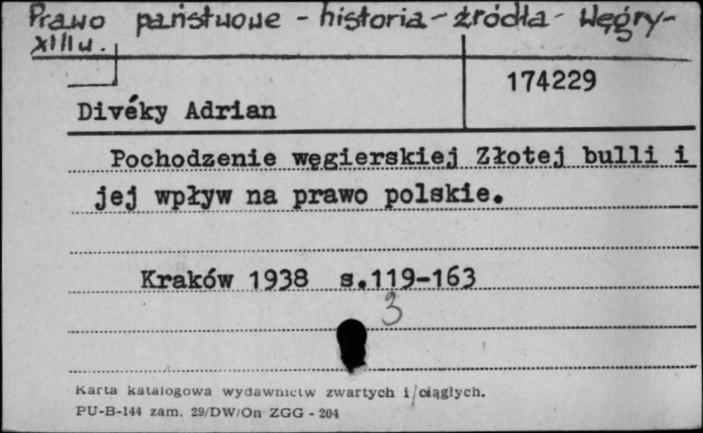 Prawo państwowe - historia - źródła - Węgry -
XIII w.
174229
Divéky Adrian
Pochodzenie węgierskiej Złotej bulli i
jej wpływ na prawo polskie.
Kraków 1938 s.119-163
3
Karta katalogowa wydawnictw zwartych i ciągłych.
PU-B-144 zam. 29/DW/On ZGG - 204